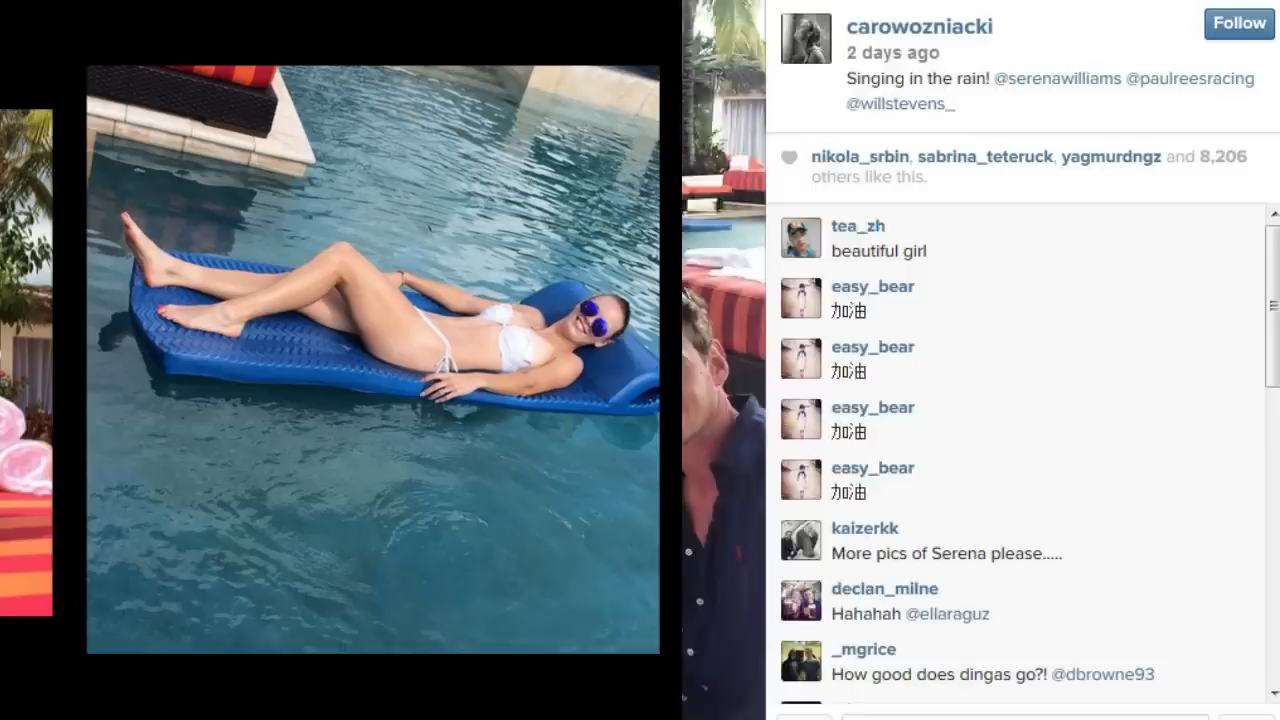 carowozniacki
Follow
2 days ago
Singing in the rain! @serenawilliams @paulreesracing
@willstevens_
nikola_srbin, sabrina_teteruck, yagmurdngz and 8,206
others like this.
tea_zh
beautiful girl
easy_bear
加油
easy_bear
加油
easy_bear
加油
easy_bear
加油
kaizerkk
More pics of Serena please.....
declan_milne
Hahahah @ellaraguz
_mgrice
How good does dingas go?! @dbrowne93